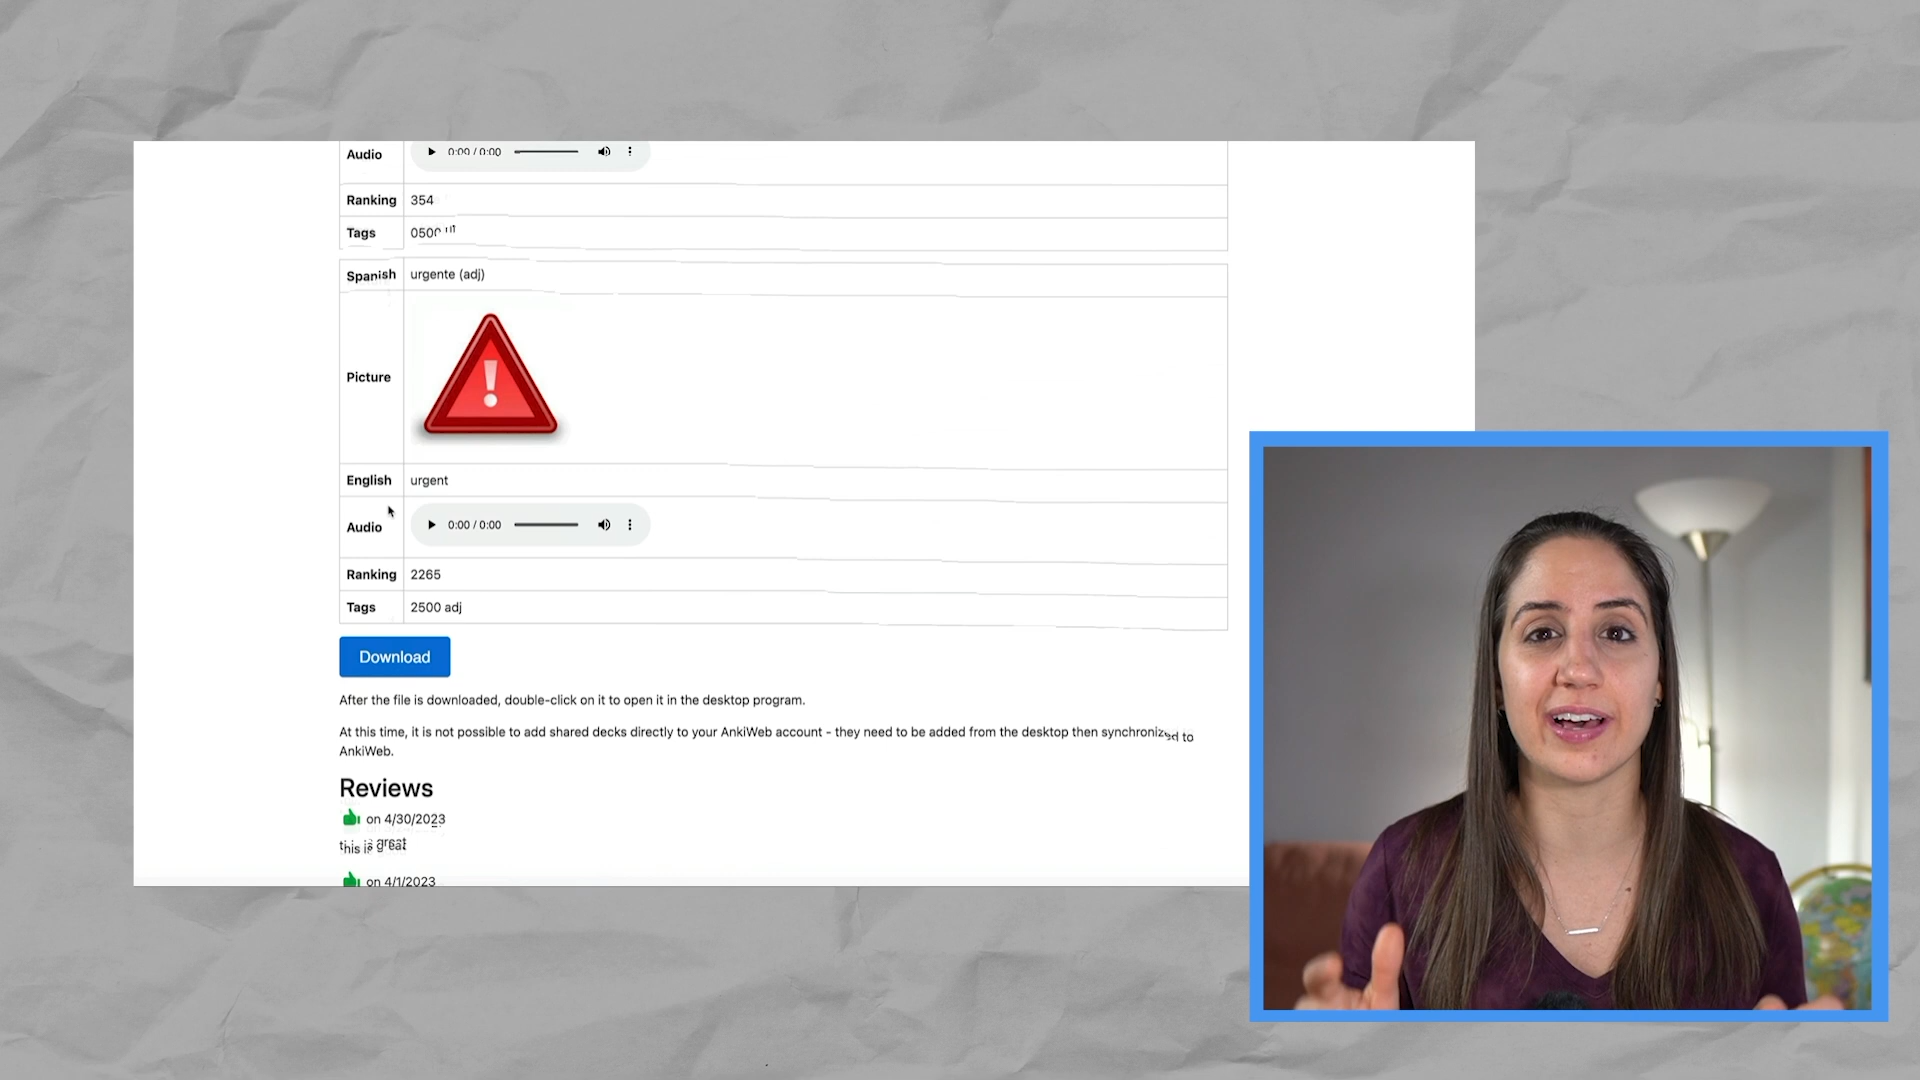 Audio 0:00 / 0:00
Ranking 354
Tags
Spanish urgente (adj)
Picture
English urgent
Audio 0:00 / 0:00
Ranking 2265
Tags 2500 adj
Download
After the file is downloaded, double-click on it to open it in the desktop program.
At this time, it is not possible to add shared decks directly to your AnkiWeb account - they need to be added from the desktop then synchronized to
AnkiWeb.
Reviews
on 4/30/2023
this is great
on 4/1/2023